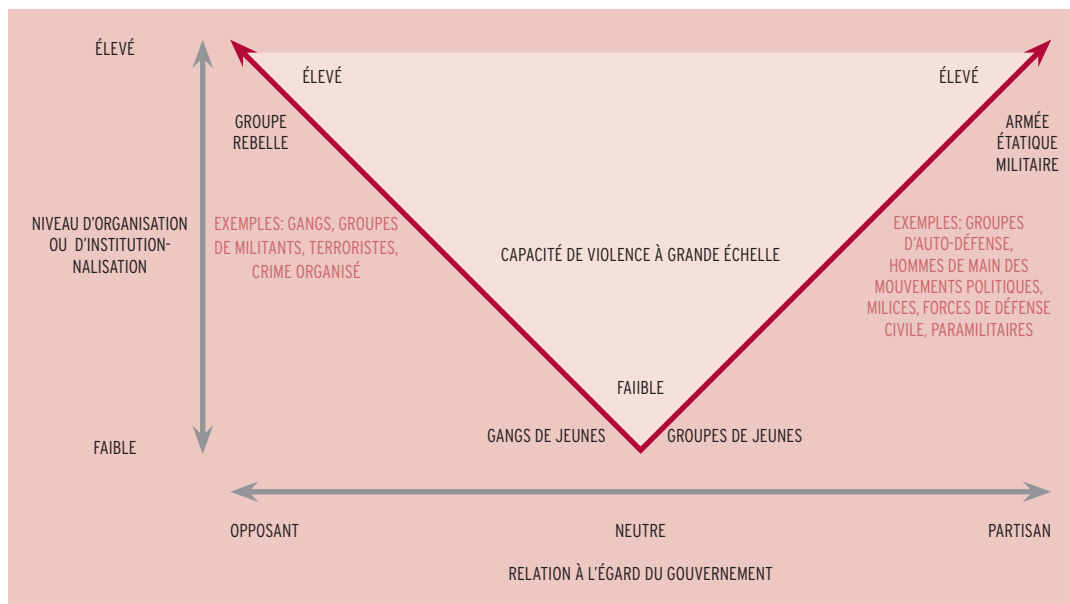 ÉLEVÉ
ÉLEVÉ
ÉLEVÉ
GROUPE
REBELLE
ARMÉE
ÉTATIQUE
MILITAIRE
NIVEAU D'ORGANISATION
OU D'INSTITUTION-
NALISATION
EXEMPLES: GANGS, GROUPES
DE MILITANTS, TERRORISTES,
CRIME ORGANISÉ
CAPACITÉ DE VIOLENCE À GRANDE ÉCHELLE
EXEMPLES: GROUPES
D'AUTO-DÉFENSE,
HOMMES DE MAIN DES
MOUVEMENTS POLITIQUES,
MILICES, FORCES DE DÉFENSE
CIVILE, PARAMILITAIRES
FAIIBLE
GANGS DE JEUNES
GROUPES DE JEUNES
FAIBLE
OPPOSANT
NEUTRE
PARTISAN
RELATION À L'ÉGARD DU GOUVERNEMENT